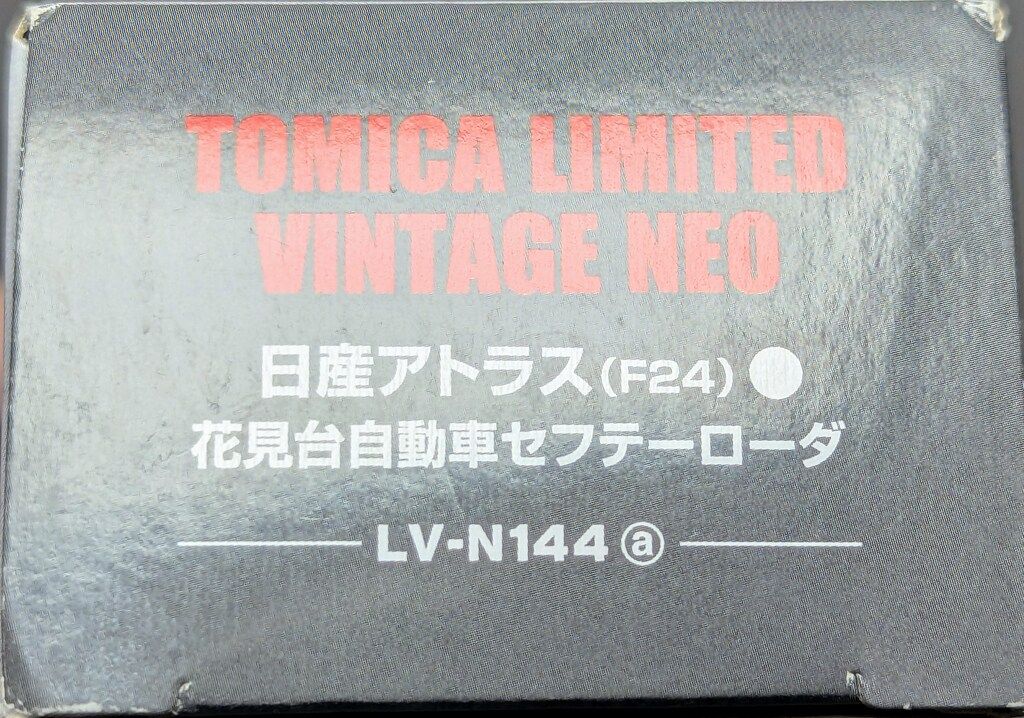 TOMICA LIMITED
VINTAGE NEO
日産アトラス(F24) ●
花見台自動車セフテーローダ
LV-N144 ⓐ